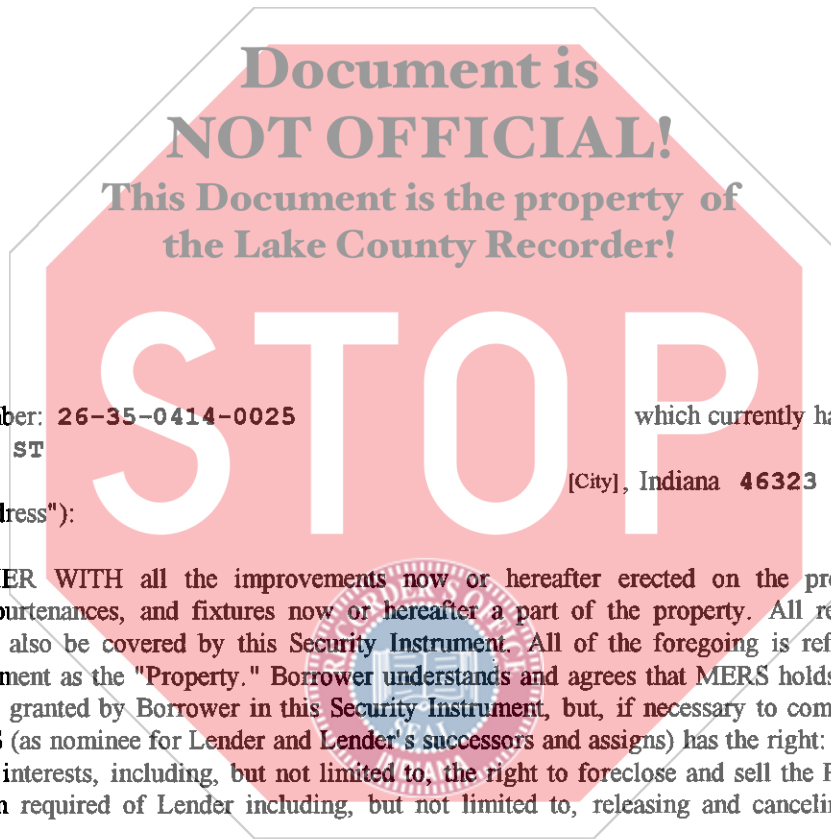 Document is
NOT OFFICIAL!
This Document is the property of
the Lake County Recorder!
STOP
ber: 26-35-0414-0025 which currently ha
ST
[City], Indiana 46323
dress"):
ER WITH all the improvements now or hereafter erected on the pro
purtenances, and fixtures now or hereafter a part of the property. All re
also be covered by this Security Instrument. All of the foregoing is ref
ment as the "Property." Borrower understands and agrees that MERS holds
granted by Borrower in this Security Instrument, but, if necessary to com
S (as nominee for Lender and Lender's successors and assigns) has the right:
interests, including, but not limited to, the right to foreclose and sell the P
n required of Lender including, but not limited to, releasing and cancelin
SEAL
INDIANA